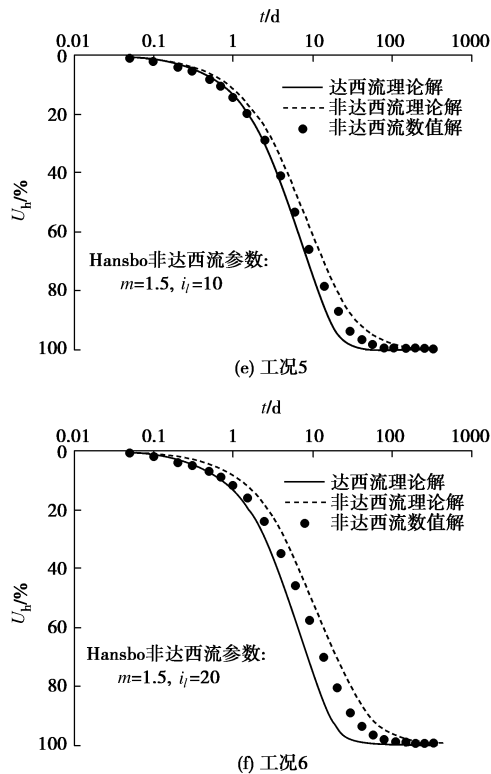 t/d
0.01 0.1 1 10 100 1000
0
20
40
60
80
100
U_h/%
达西流理论解
非达西流理论解
非达西流数值解
Hansbo非达西流参数:
m=1.5, i_l=10
(e) 工况5
t/d
0.01 0.1 1 10 100 1000
0
20
40
60
80
100
U_h/%
达西流理论解
非达西流理论解
非达西流数值解
Hansbo非达西流参数:
m=1.5, i_l=20
(f) 工况6